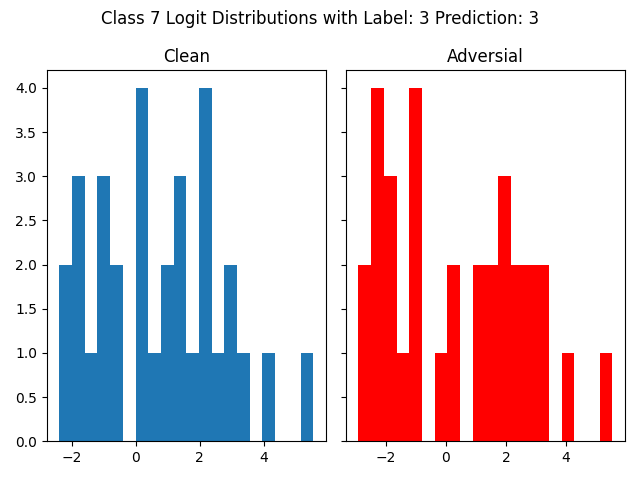 Class 7 Logit Distributions with Label: 3 Prediction: 3
Clean
Adversial
4.0
3.5
3.0
2.5
2.0
1.5
1.0
0.5
0.0
−2 0 2 4
−2 0 2 4